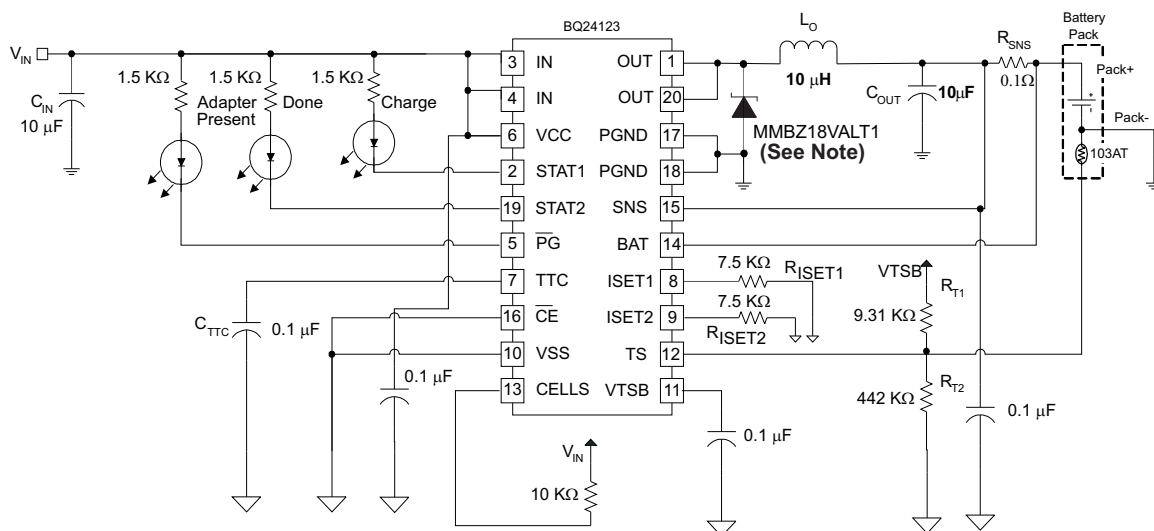 BQ24123
V_IN
C_IN
10 μF
1.5 KΩ
Adapter
Present
1.5 KΩ
Done
1.5 KΩ
Charge
3 IN
4 IN
6 VCC
2 STAT1
19 STAT2
5 P̅G̅
7 TTC
16 C̅E̅
10 VSS
13 CELLS
OUT 1
OUT 20
PGND 17
PGND 18
SNS 15
BAT 14
ISET1 8
ISET2 9
TS 12
VTSB 11
C_TTC
0.1 μF
0.1 μF
V_IN
10 KΩ
0.1 μF
L_O
10 μH
MMBZ18VALT1
(See Note)
C_OUT
10μF
R_SNS
0.1Ω
Battery
Pack
Pack+
+
-
Pack-
103AT
7.5 KΩ
R_ISET1
7.5 KΩ
R_ISET2
VTSB
R_T1
9.31 KΩ
R_T2
442 KΩ
0.1 μF